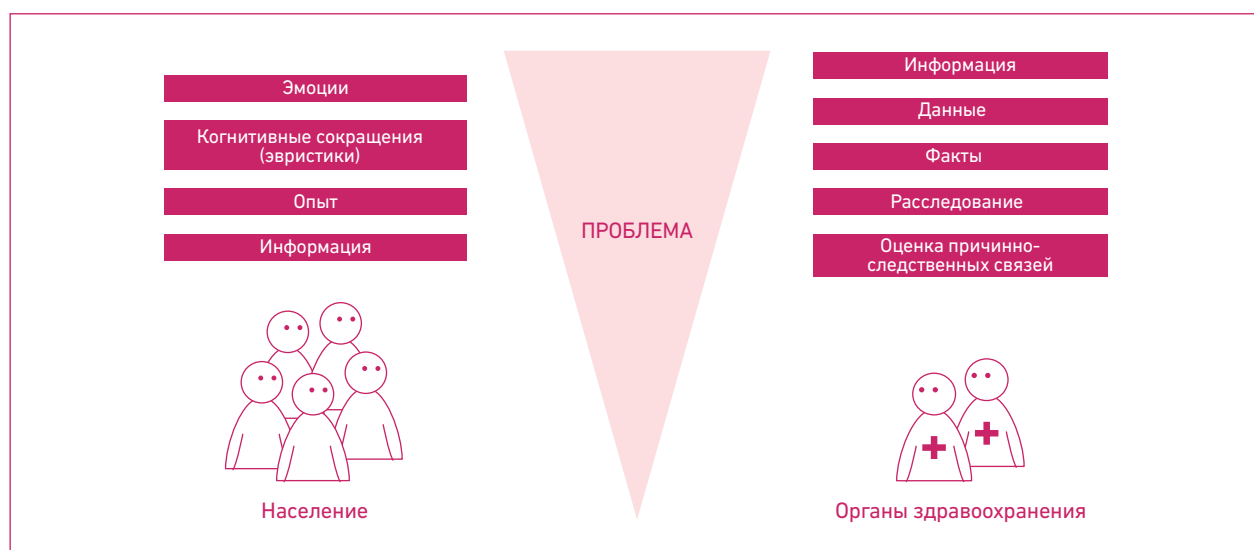 Эмоции
Когнитивные сокращения
(эвристики)
Опыт
Информация
Население
ПРОБЛЕМА
Информация
Данные
Факты
Расследование
Оценка причинно-
следственных связей
Органы здравоохранения